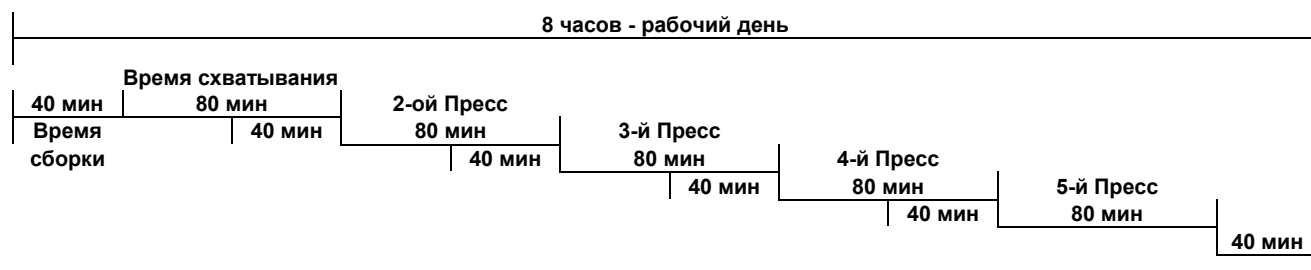 8 часов - рабочий день
Время схватывания
40 мин 80 мин 2-ой Пресс
Время 40 мин 80 мин 3-й Пресс
сборки 40 мин 80 мин 4-й Пресс
40 мин 80 мин 5-й Пресс
40 мин 80 мин
40 мин